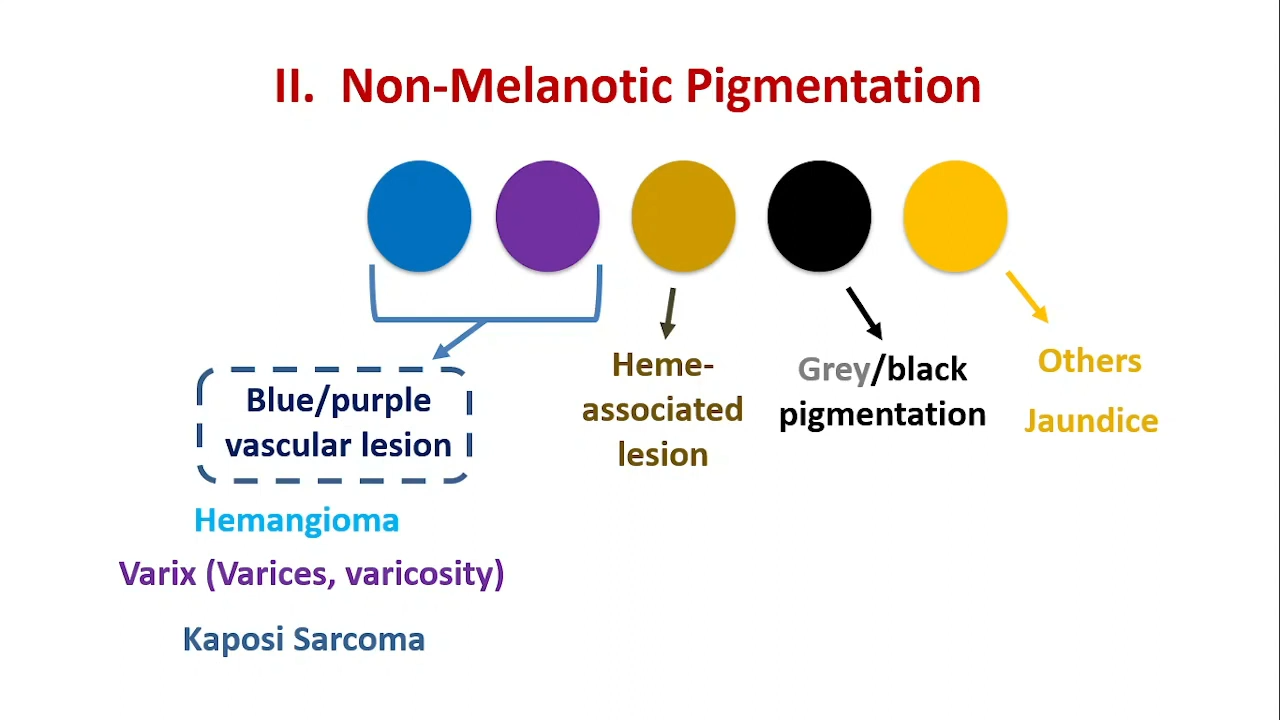 II. Non-Melanotic Pigmentation
Blue/purple
vascular lesion
Hemangioma
Varix (Varices, varicosity)
Kaposi Sarcoma
Heme-
associated
lesion
Grey/black
pigmentation
Others
Jaundice